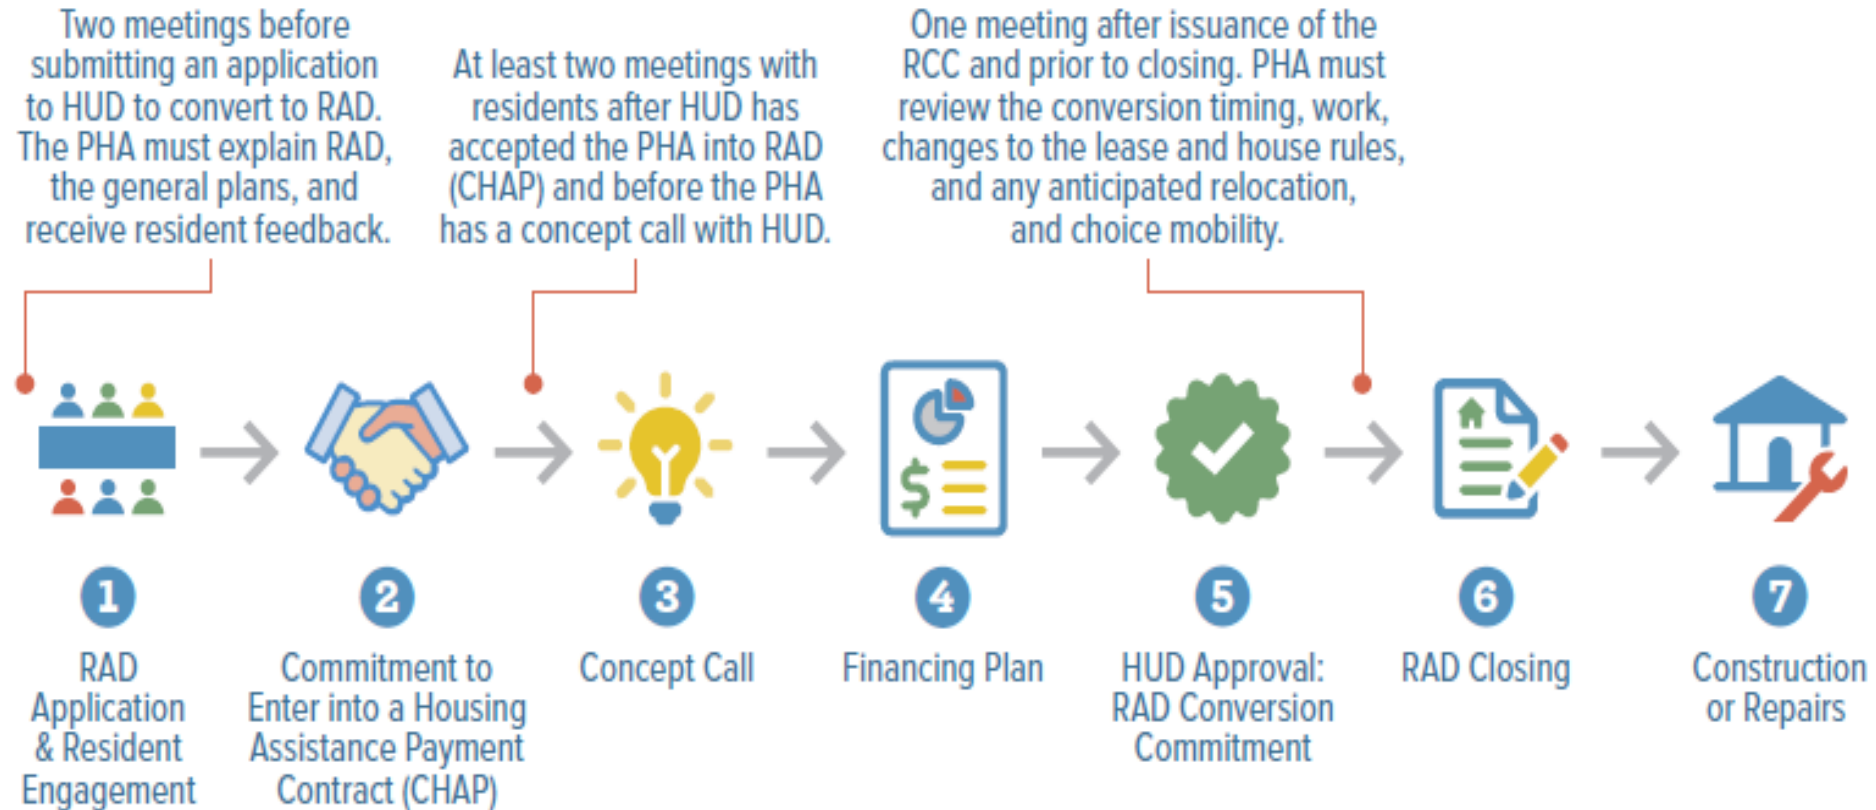 Two meetings before
submitting an application
to HUD to convert to RAD.
The PHA must explain RAD,
the general plans, and
receive resident feedback.
At least two meetings with
residents after HUD has
accepted the PHA into RAD
(CHAP) and before the PHA
has a concept call with HUD.
One meeting after issuance of the
RCC and prior to closing. PHA must
review the conversion timing, work,
changes to the lease and house rules,
and any anticipated relocation,
and choice mobility.
$
1
RAD
Application
& Resident
Engagement
2
Commitment to
Enter into a Housing
Assistance Payment
Contract (CHAP)
3
Concept Call
4
Financing Plan
5
HUD Approval:
RAD Conversion
Commitment
6
RAD Closing
7
Construction
or Repairs